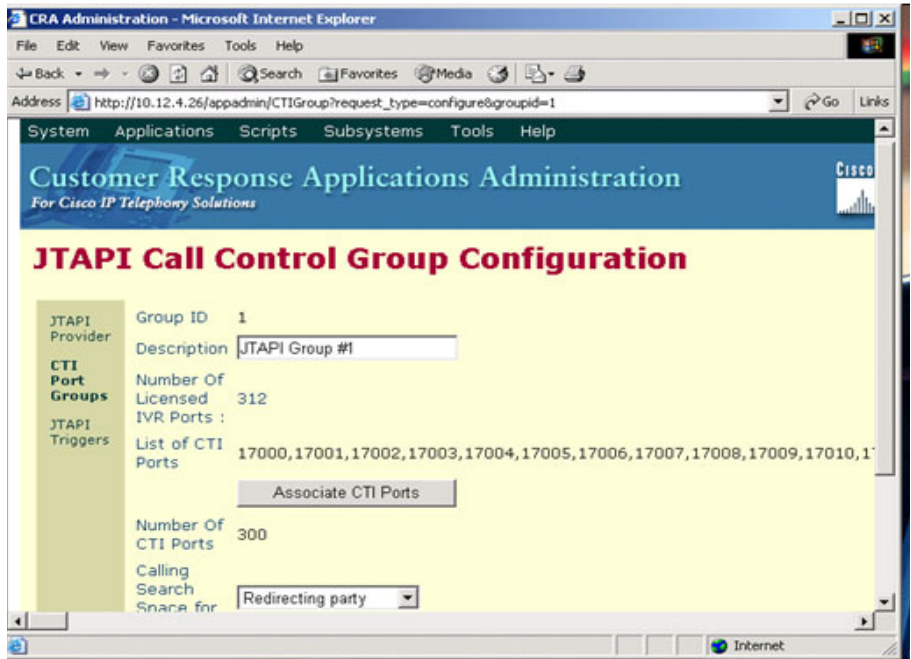 CRA Administration - Microsoft Internet Explorer
File Edit View Favorites Tools Help
Back Search Favorites Media
Address http://10.12.4.26/appadmin/CTIGroup?request_type=configure&groupid=1 Go Links
System Applications Scripts Subsystems Tools Help
Customer Response Applications Administration
For Cisco IP Telephony Solutions
CISCO
JTAPI Call Control Group Configuration
JTAPI
Provider
CTI
Port
Groups
JTAPI
Triggers
Group ID 1
Description JTAPI Group #1
Number Of
Licensed
IVR Ports : 312
List of CTI
Ports 17000,17001,17002,17003,17004,17005,17006,17007,17008,17009,17010,1
Associate CTI Ports
Number Of
CTI Ports 300
Calling
Search
Space for Redirecting party
Internet